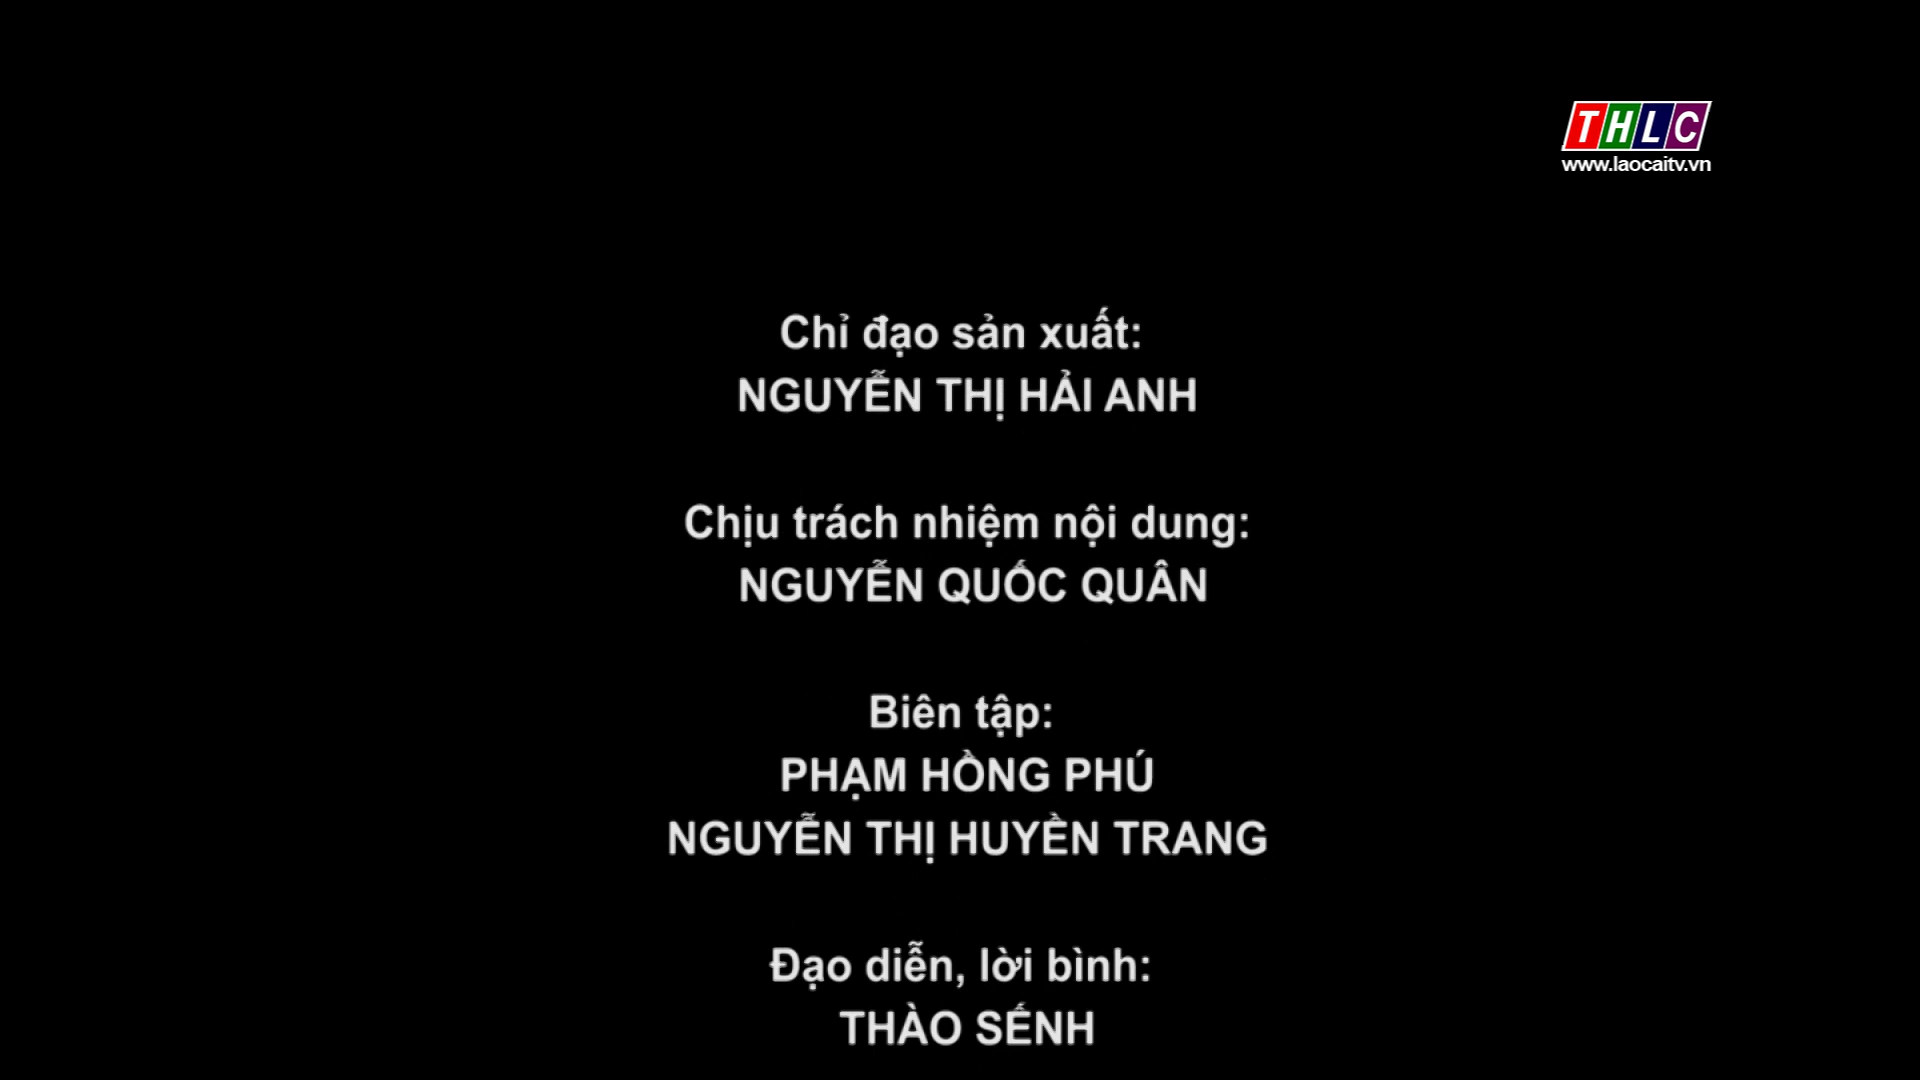 THLC
www.laocaitv.vn
Chỉ đạo sản xuất:
NGUYỄN THỊ HẢI ANH
Chịu trách nhiệm nội dung:
NGUYỄN QUỐC QUÂN
Biên tập:
PHẠM HỒNG PHÚ
NGUYỄN THỊ HUYỀN TRANG
Đạo diễn, lời bình:
THÀO SẾNH